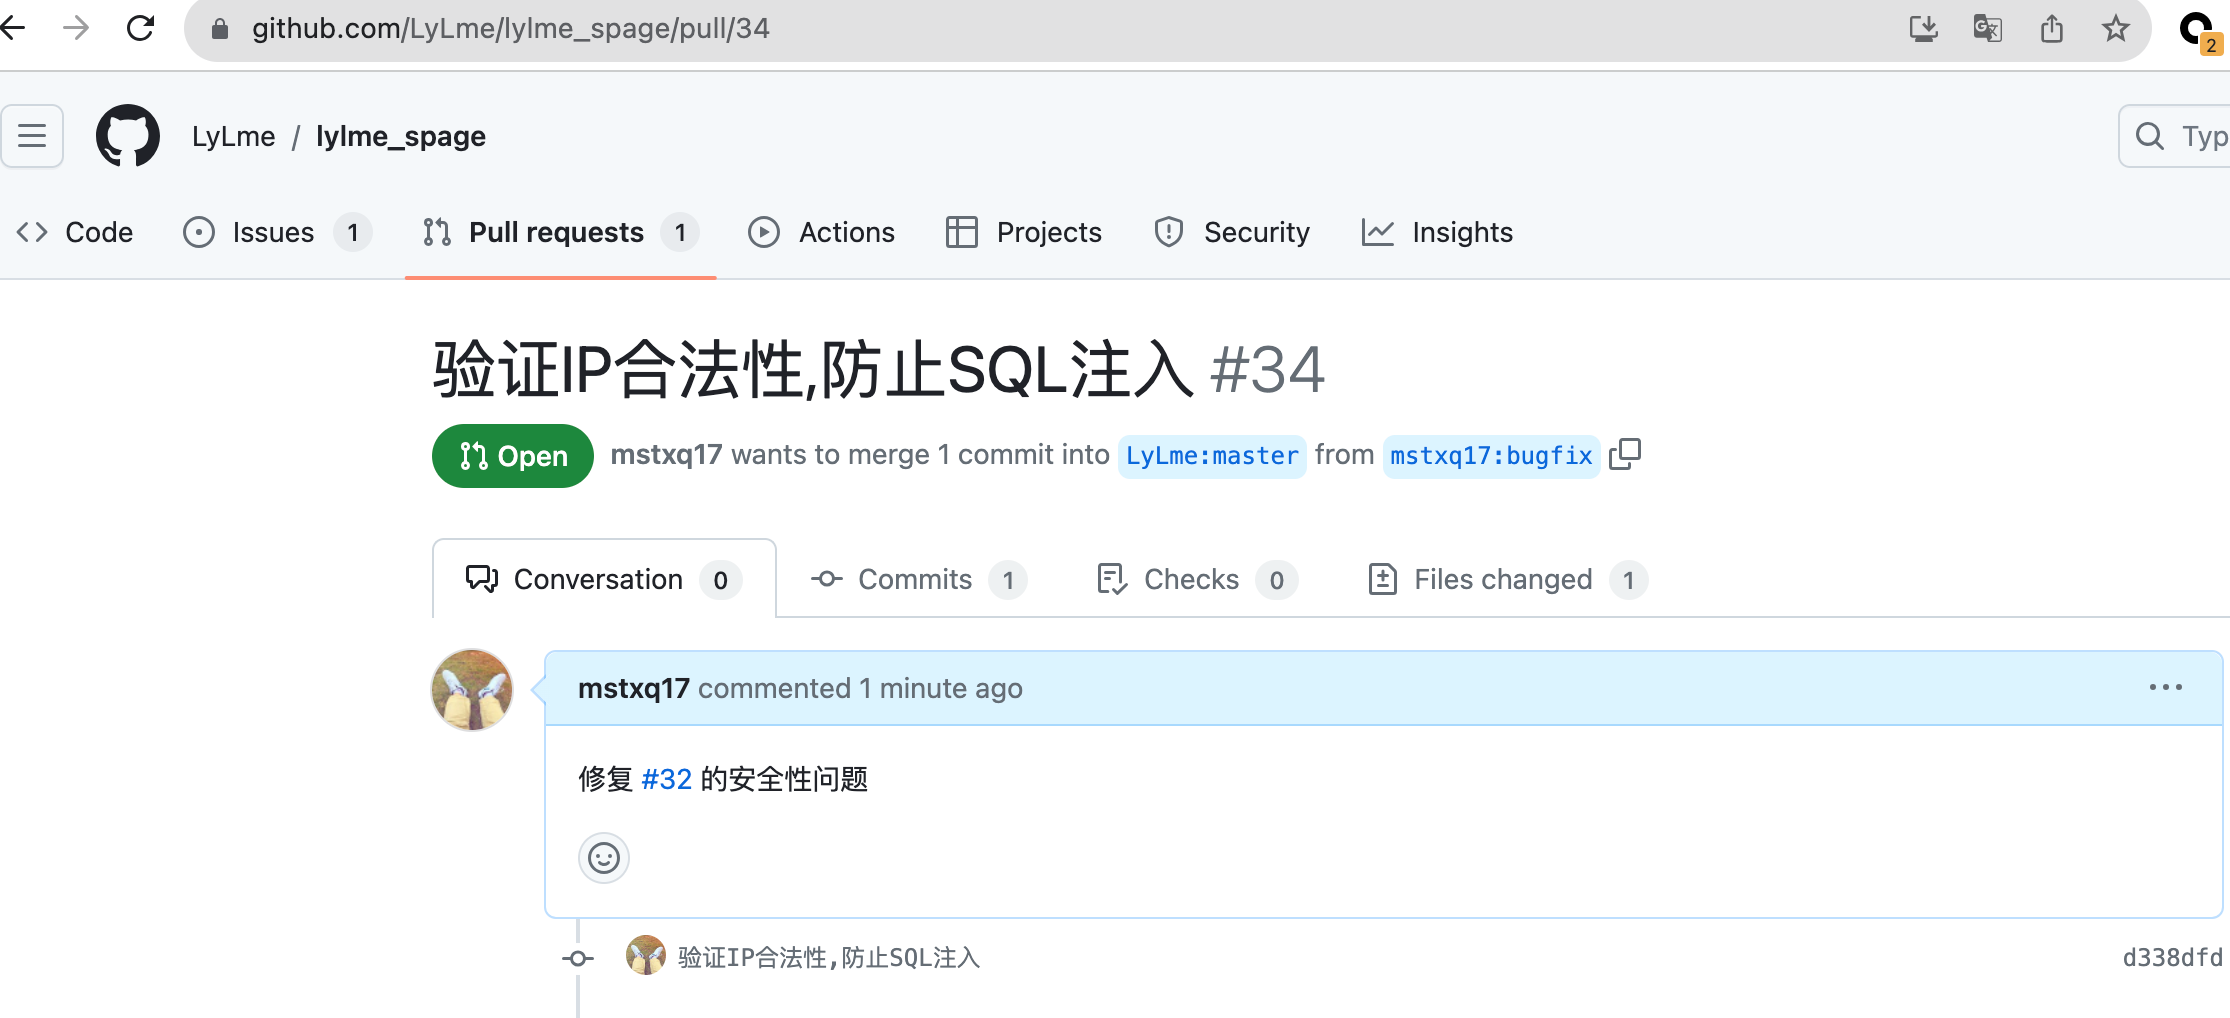 github.com/LyLme/lylme_spage/pull/34
2
LyLme / lylme_spage
Typ
Code Issues 1 Pull requests 1 Actions Projects Security Insights
验证IP合法性,防止SQL注入 #34
Open mstxq17 wants to merge 1 commit into LyLme:master from mstxq17:bugfix
Conversation 0 Commits 1 Checks 0 Files changed 1
mstxq17 commented 1 minute ago
修复 #32 的安全性问题
验证IP合法性,防止SQL注入 d338dfd